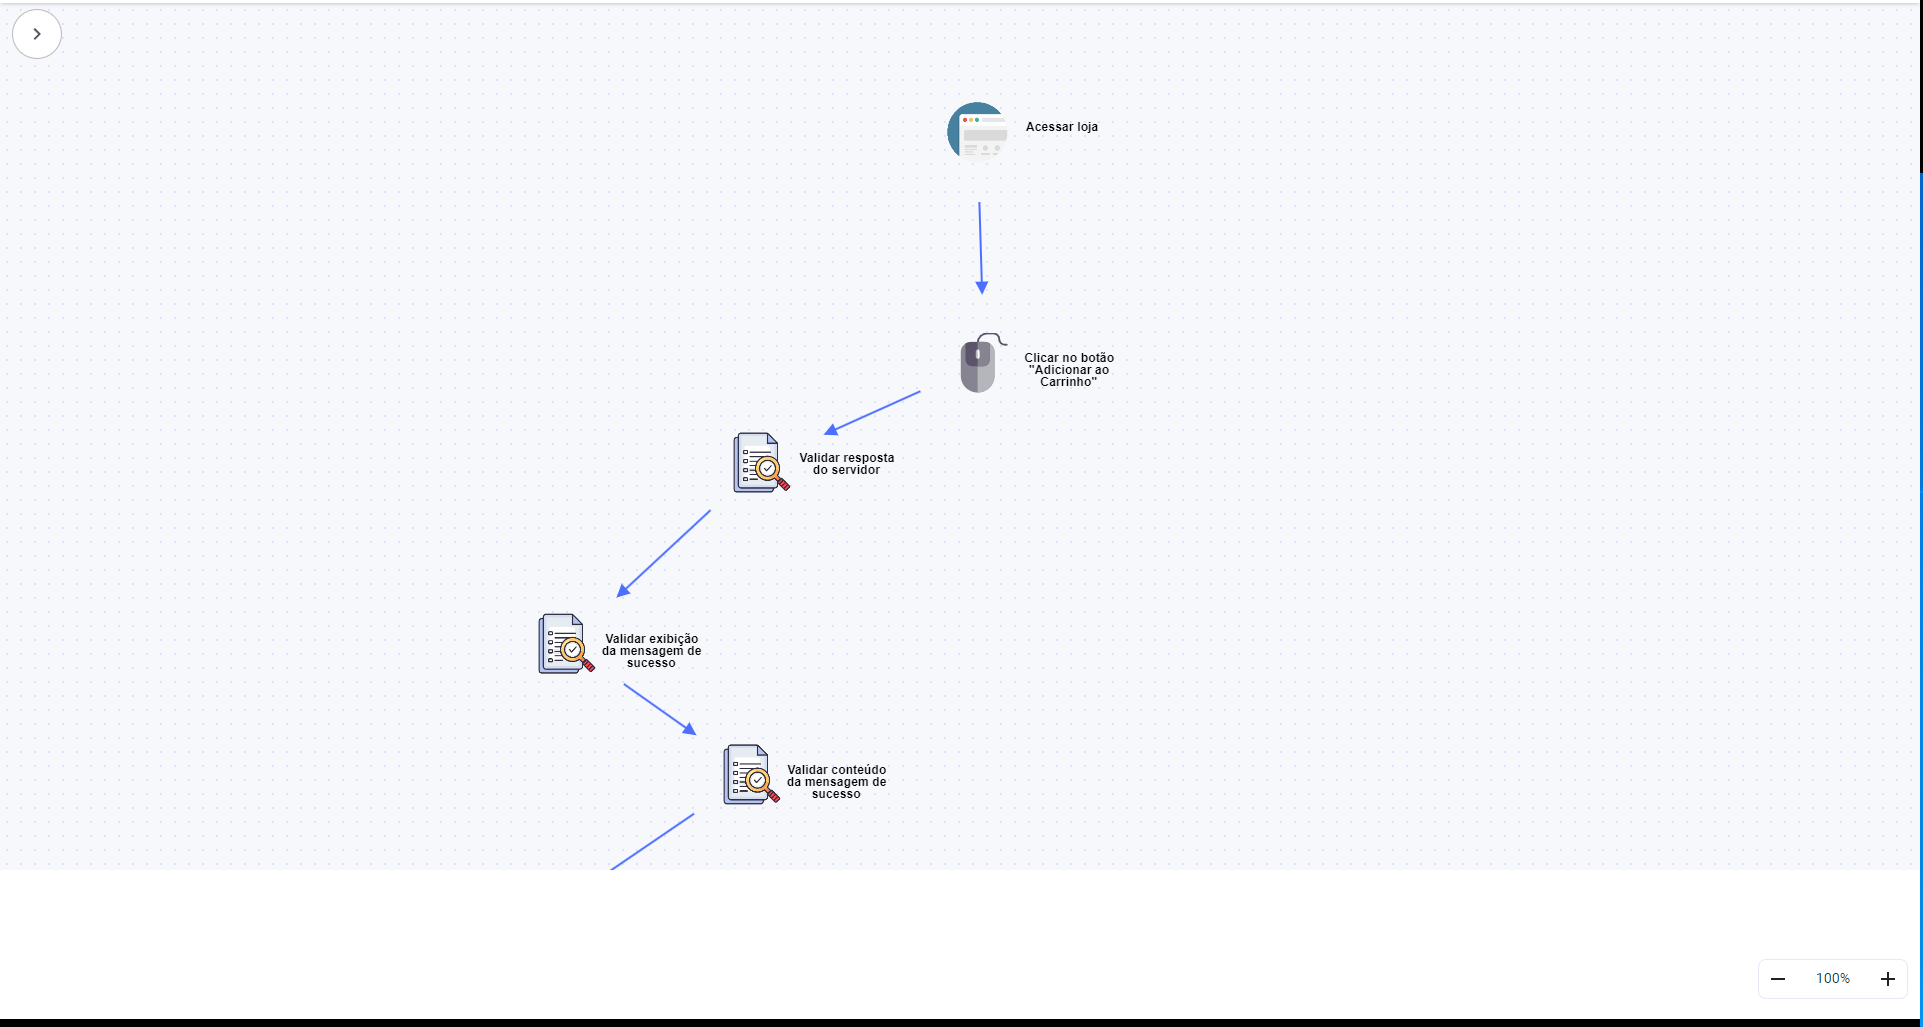 Acessar loja
Clicar no botão
"Adicionar ao
Carrinho"
Validar resposta
do servidor
Validar exibição
da mensagem de
sucesso
Validar conteúdo
da mensagem de
sucesso
100%